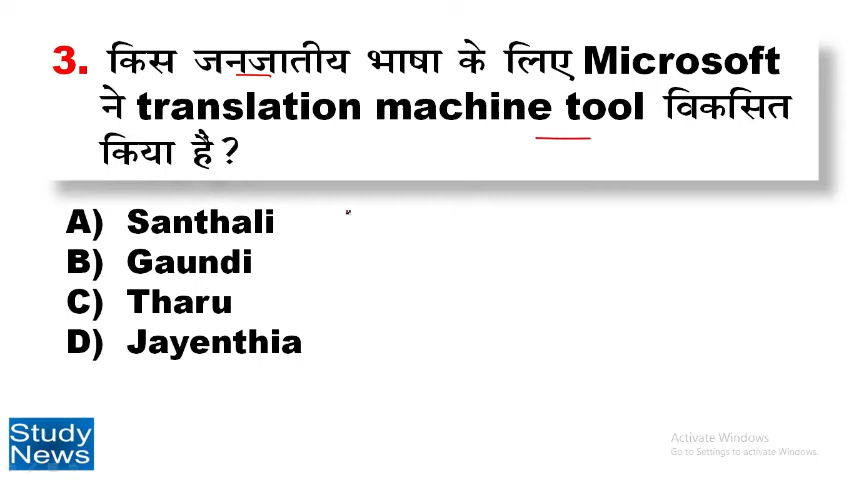 3. किस जनजातीय भाषा के लिए Microsoft
ने translation machine tool विकसित
किया हैं?
A) Santhali
B) Gaundi
C) Tharu
D) Jayenthia
Study
News
Activate Windows
Go to Settings to activate Windows.